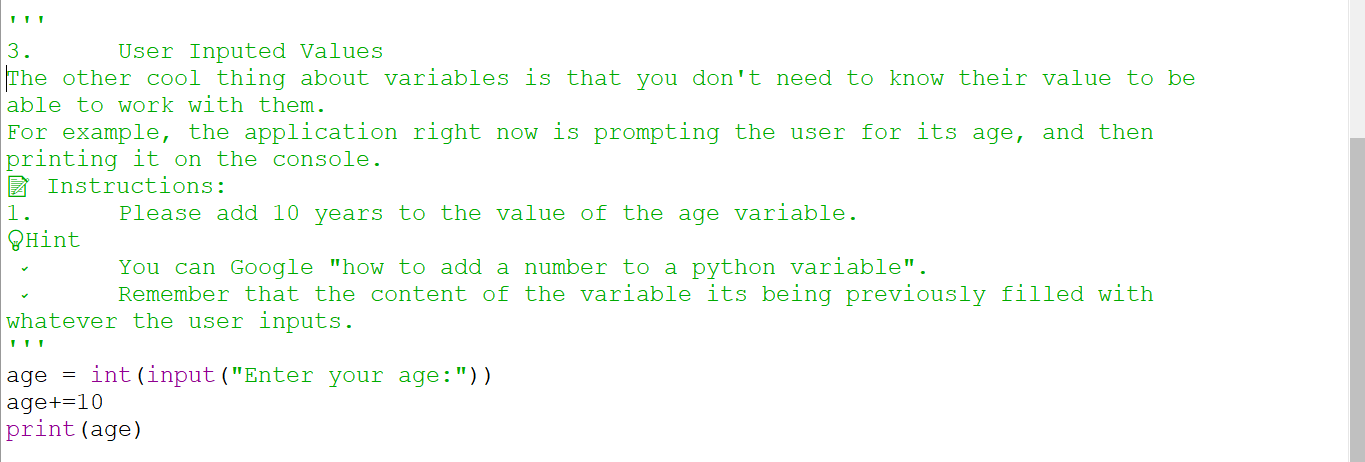 '''
3. User Inputed Values
The other cool thing about variables is that you don't need to know their value to be
able to work with them.
For example, the application right now is prompting the user for its age, and then
printing it on the console.
📝 Instructions:
1. Please add 10 years to the value of the age variable.
💡Hint
✓ You can Google "how to add a number to a python variable".
✓ Remember that the content of the variable its being previously filled with
whatever the user inputs.
'''
age = int(input("Enter your age:"))
age+=10
print(age)